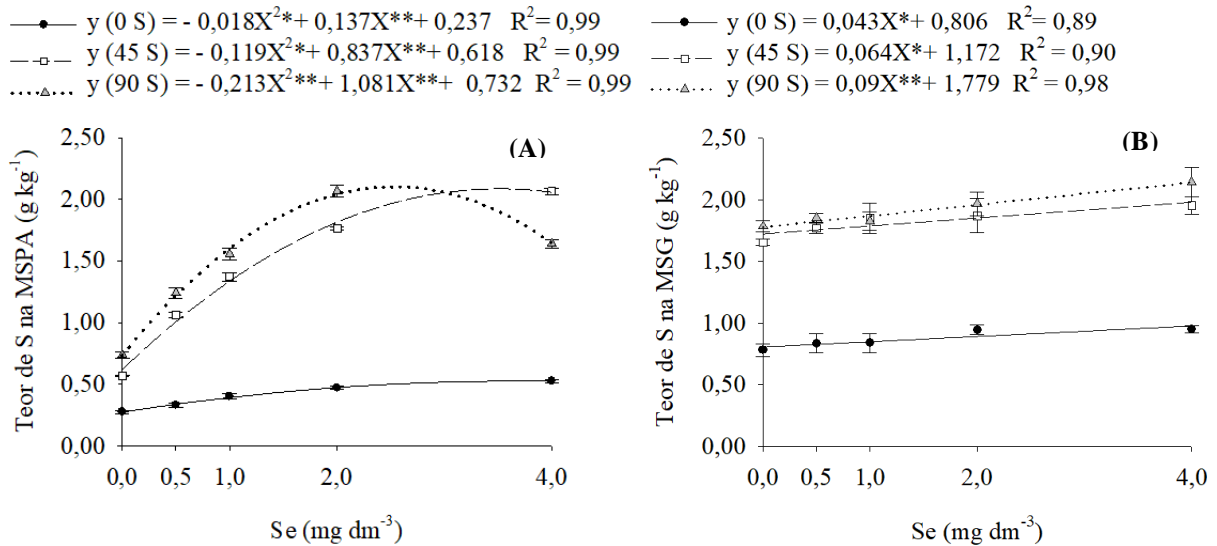 y (0 S) = - 0,018X²*+ 0,137X**+ 0,237 R²= 0,99
y (45 S) = -0,119X²*+ 0,837X**+ 0,618 R² = 0,99
y (90 S) = - 0,213X²**+ 1,081X**+ 0,732 R² = 0,99
y (0 S) = 0,043X*+ 0,806 R² = 0,89
y (45 S) = 0,064X*+ 1,172 R² = 0,90
y (90 S) = 0,09X**+ 1,779 R² = 0,98
(A)
Teor de S na MSPA (g kg⁻¹)
2,50
2,00
1,50
1,00
0,50
0,00
0,0 0,5 1,0 2,0 4,0
Se (mg dm⁻³)
(B)
Teor de S na MSG (g kg⁻¹)
2,50
2,00
1,50
1,00
0,50
0,00
0,0 0,5 1,0 2,0 4,0
Se (mg dm⁻³)